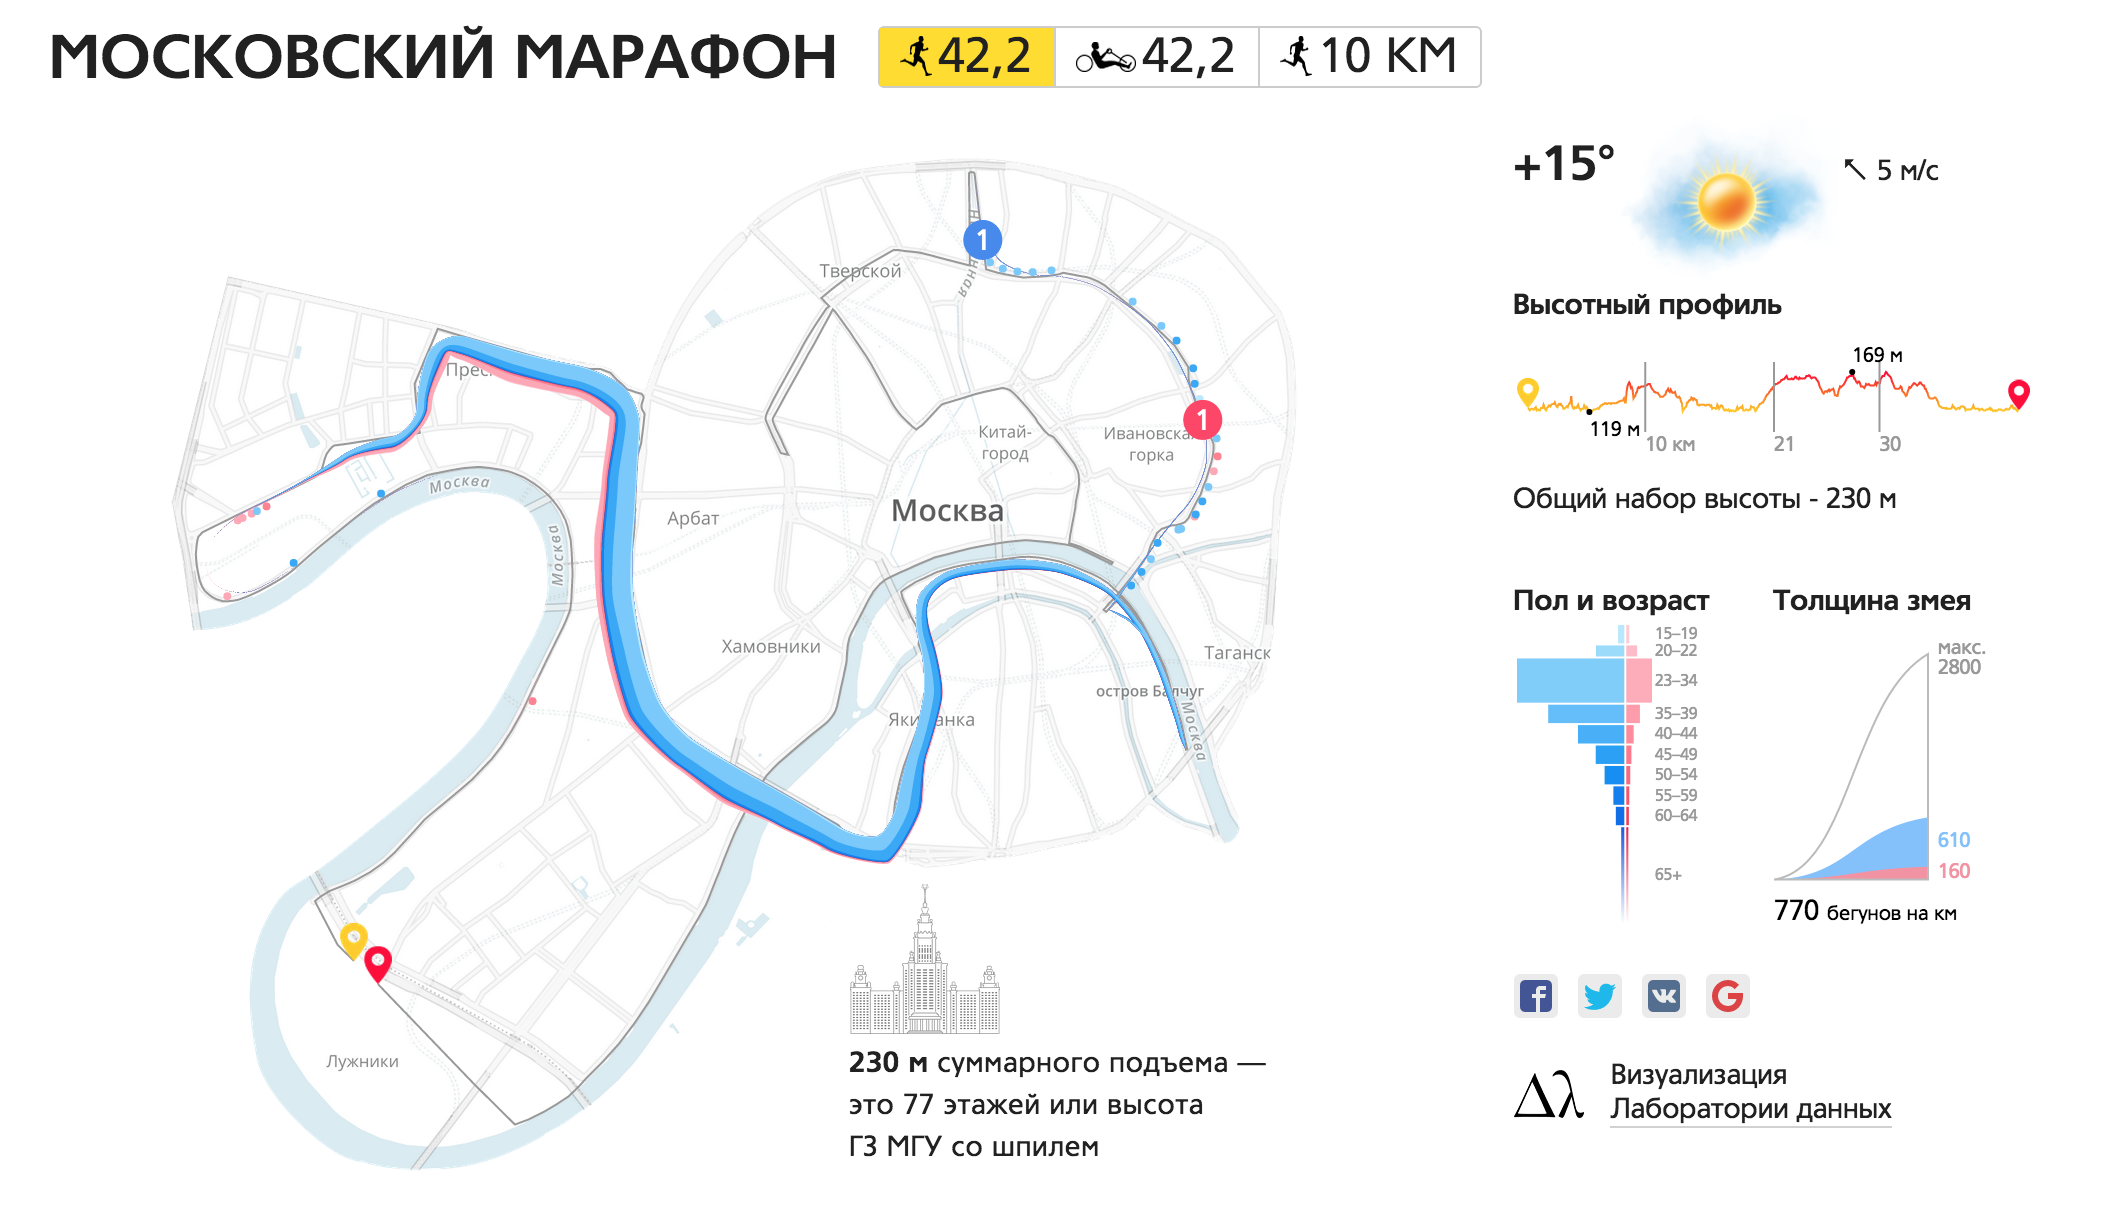 МОСКОВСКИЙ МАРАФОН
42,2
42,2
10 КМ
+15°
5 м/с
Высотный профиль
169 м
119 м
10 км
21
30
Общий набор высоты - 230 м
Пол и возраст
15–19
20–22
23–34
35–39
40–44
45–49
50–54
55–59
60–64
65+
Толщина змея
макс.
2800
610
160
770 бегунов на км
1
Тверской
1
Китай-
город
Ивановска
горка
Москва
Москва
Москва
Арбат
Хамовники
Таганск
остров Балчуг
Москва
Якиманка
Лужники
230 м суммарного подъема —
это 77 этажей или высота
ГЗ МГУ со шпилем
Визуализация
Лаборатории данных